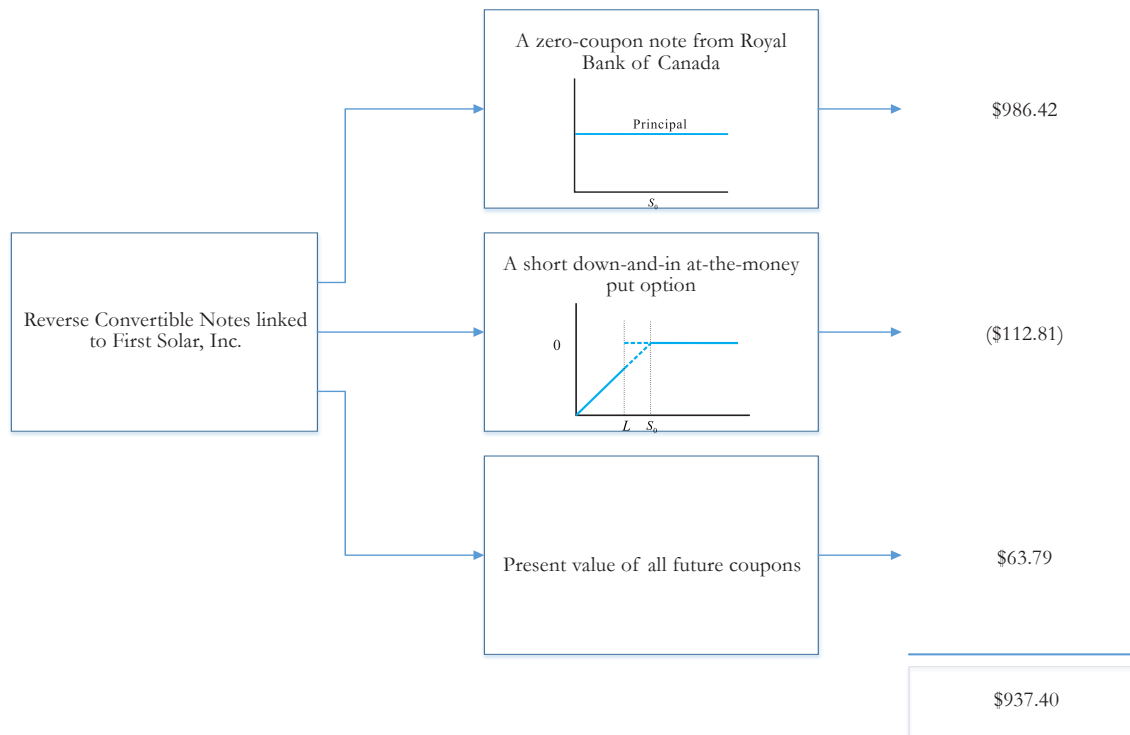 A zero-coupon note from Royal
Bank of Canada
Principal
S₀
$986.42
Reverse Convertible Notes linked
to First Solar, Inc.
A short down-and-in at-the-money
put option
0
L S₀
($112.81)
Present value of all future coupons
$63.79
$937.40